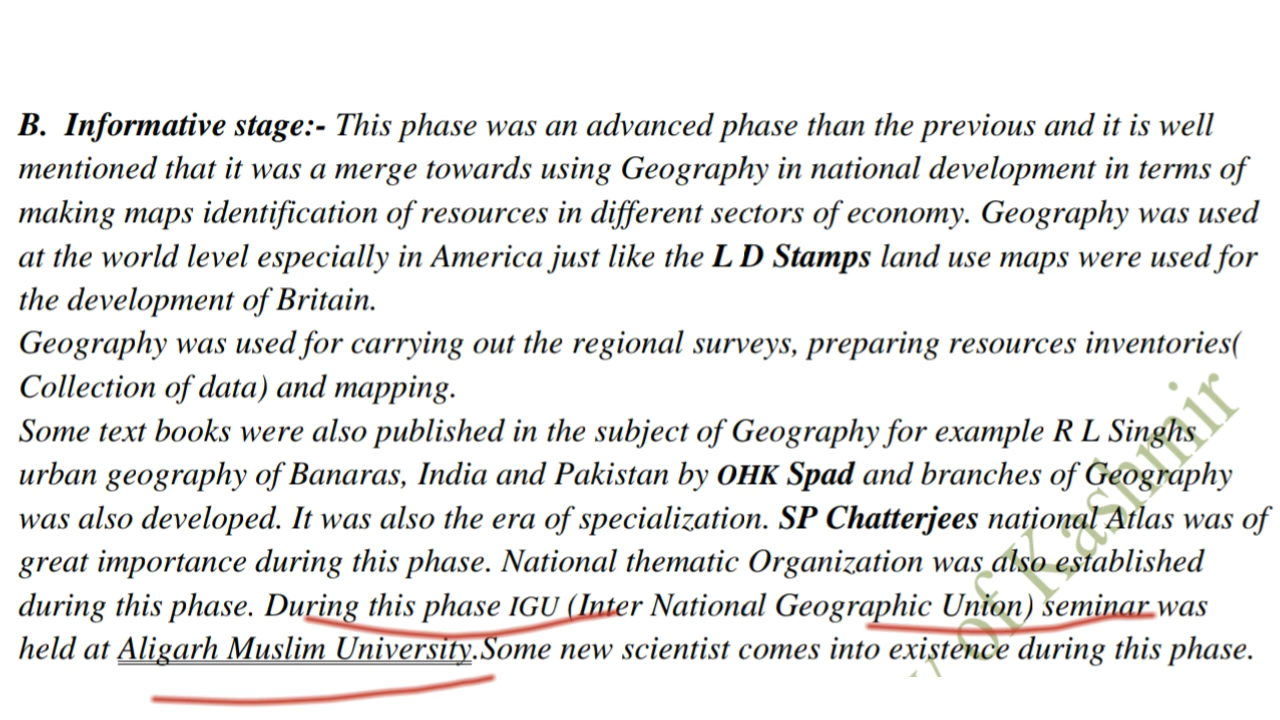 B. Informative stage:- This phase was an advanced phase than the previous and it is well
mentioned that it was a merge towards using Geography in national development in terms of
making maps identification of resources in different sectors of economy. Geography was used
at the world level especially in America just like the L D Stamps land use maps were used for
the development of Britain.
Geography was used for carrying out the regional surveys, preparing resources inventories(
Collection of data) and mapping.
Some text books were also published in the subject of Geography for example R L Singhs
urban geography of Banaras, India and Pakistan by OHK Spad and branches of Geography
was also developed. It was also the era of specialization. SP Chatterjees national Atlas was of
great importance during this phase. National thematic Organization was also established
during this phase. During this phase IGU (Inter National Geographic Union) seminar was
held at Aligarh Muslim University.Some new scientist comes into existence during this phase.
y of Kashmir